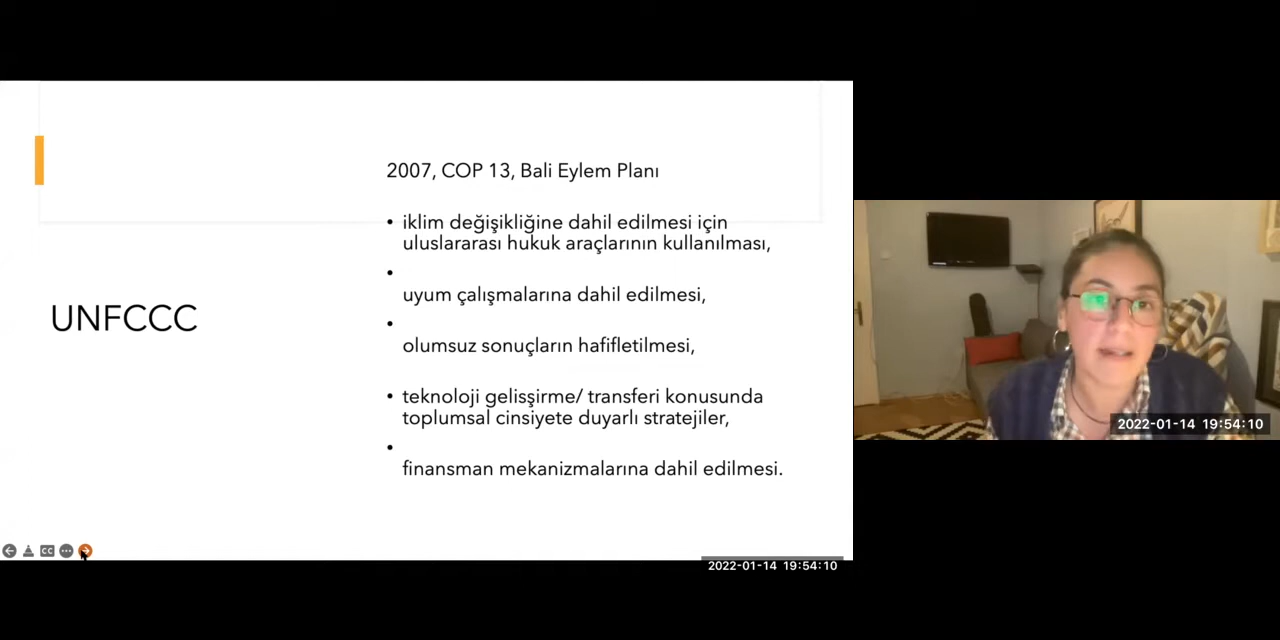 2007, COP 13, Bali Eylem Planı
• iklim değişikliğine dahil edilmesi için
uluslararası hukuk araçlarının kullanılması,
•
uyum çalışmalarına dahil edilmesi,
•
olumsuz sonuçların hafifletilmesi,
• teknoloji gelisşirme/ transferi konusunda
toplumsal cinsiyete duyarlı stratejiler,
•
finansman mekanizmalarına dahil edilmesi.
UNFCCC
CC
2022-01-14 19:54:10
2022-01-14 19:54:10